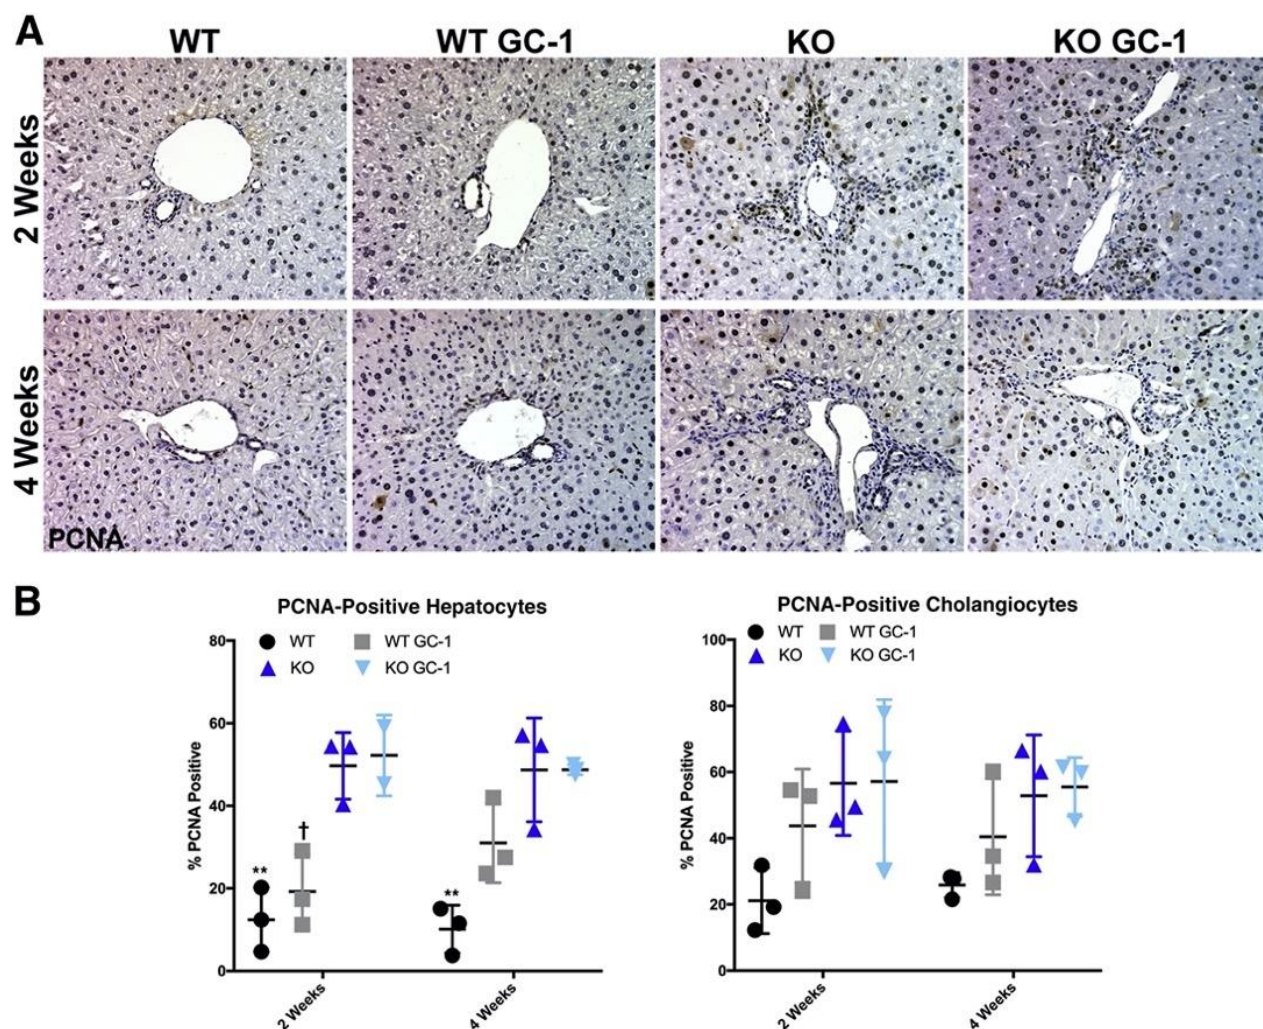 A
WT WT GC-1 KO KO GC-1
2 Weeks
4 Weeks
PCNA
B
PCNA-Positive Hepatocytes
WT WT GC-1
KO KO GC-1
% PCNA Positive
80
60
40
20
0
**
†
**
2 Weeks 4 Weeks
PCNA-Positive Cholangiocytes
WT WT GC-1
KO KO GC-1
% PCNA Positive
100
80
60
40
20
0
2 Weeks 4 Weeks